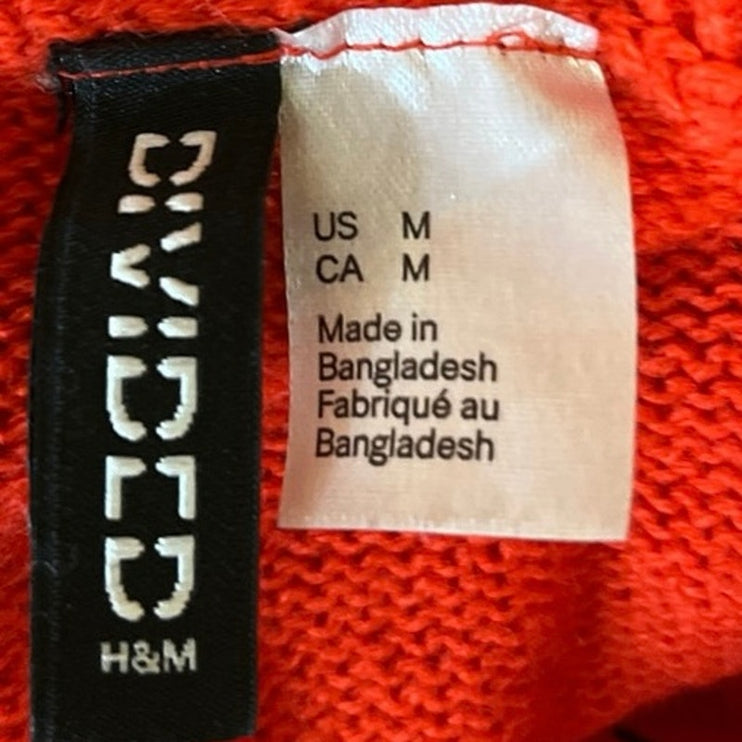 DIVIDED
H&M
US M
CA M
Made in
Bangladesh
Fabriqué au
Bangladesh